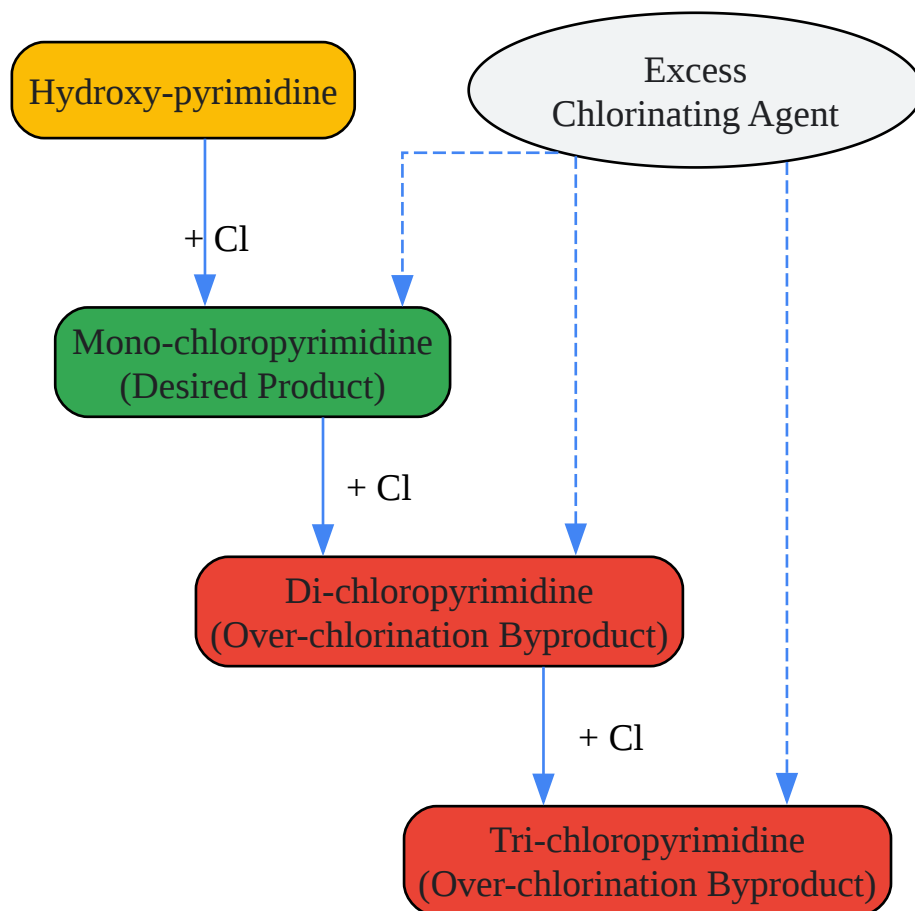 Hydroxy-pyrimidine
Excess
Chlorinating Agent
+ Cl
Mono-chloropyrimidine
(Desired Product)
+ Cl
Di-chloropyrimidine
(Over-chlorination Byproduct)
+ Cl
Tri-chloropyrimidine
(Over-chlorination Byproduct)